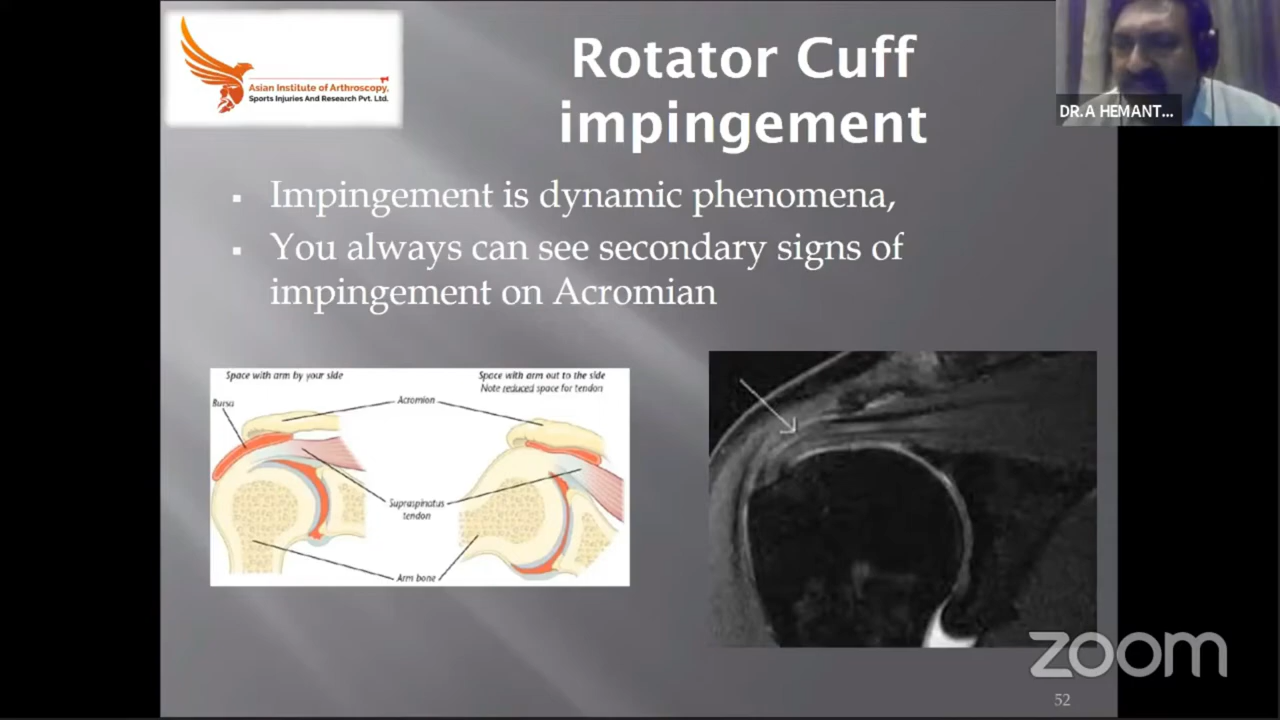 Asian Institute of Arthroscopy,
Sports Injuries And Research Pvt. Ltd.
Rotator Cuff
impingement
DR.A HEMANT...
▪ Impingement is dynamic phenomena,
▪ You always can see secondary signs of
impingement on Acromian
Space with arm by your side
Space with arm out to the side
Note reduced space for tendon
Bursa
Acromion
Supraspinatus
tendon
Arm bone
zoom
52